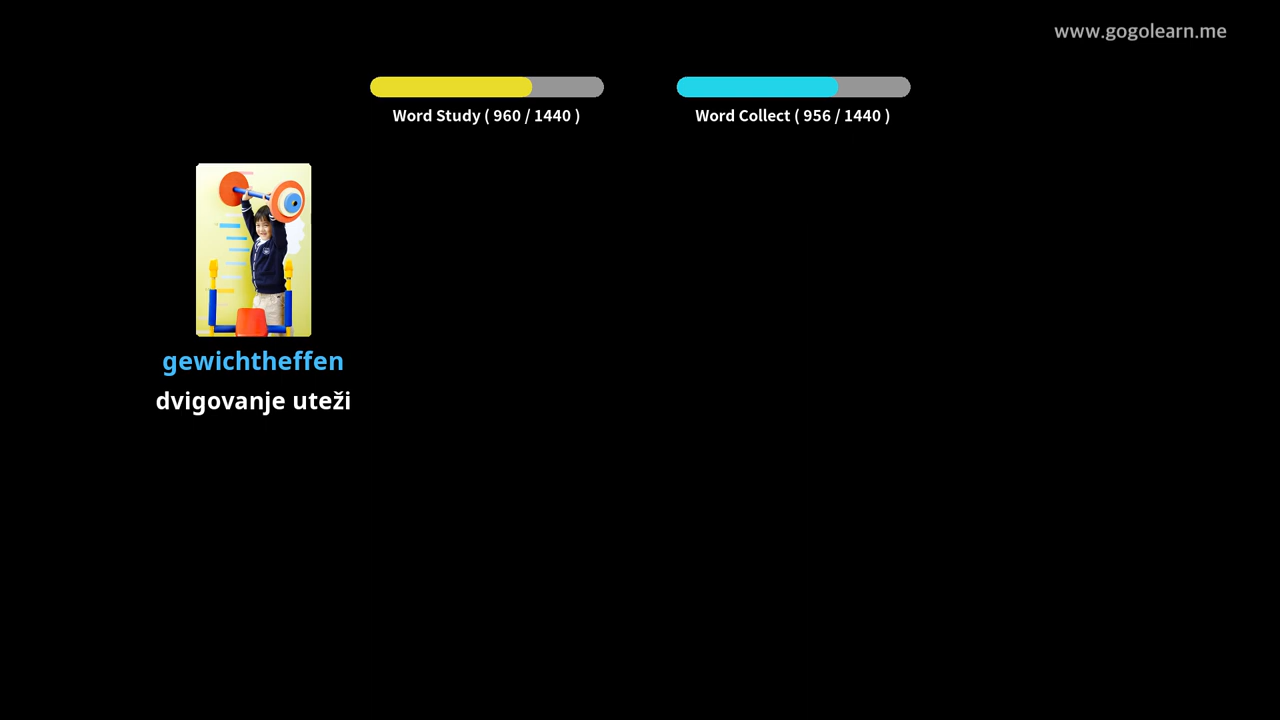 www.gogolearn.me
Word Study ( 960 / 1440 )
Word Collect ( 956 / 1440 )
gewichtheffen
dvigovanje uteži